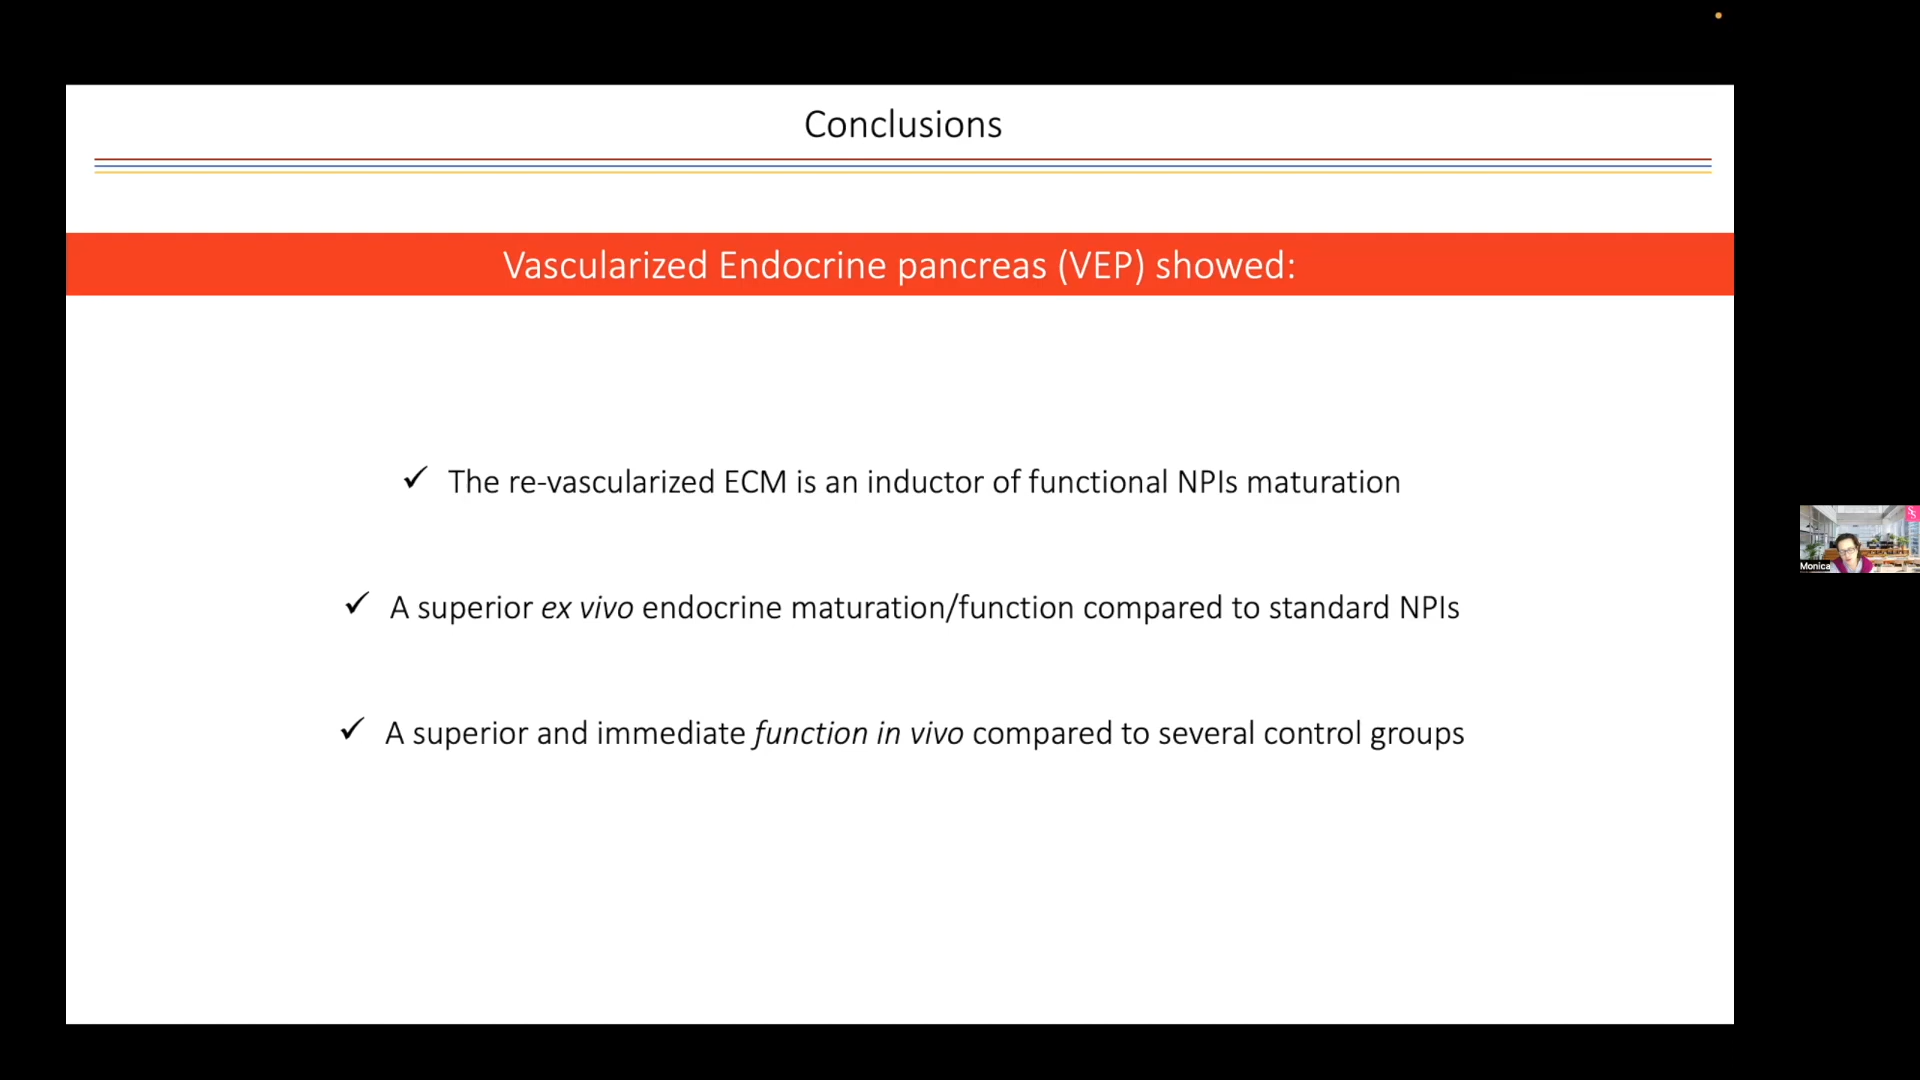 Conclusions
Vascularized Endocrine pancreas (VEP) showed:
✓ The re-vascularized ECM is an inductor of functional NPIs maturation
✓ A superior ex vivo endocrine maturation/function compared to standard NPIs
✓ A superior and immediate function in vivo compared to several control groups
Monica